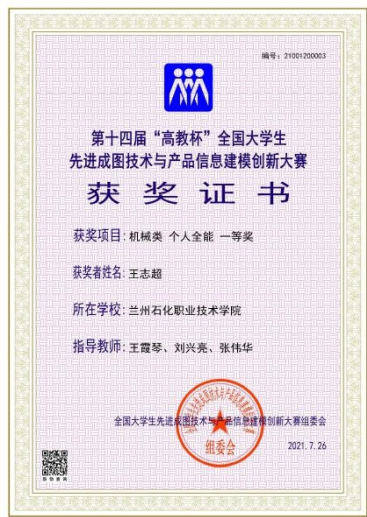 编号：21001200003
第十四届“高教杯”全国大学生
先进成图技术与产品信息建模创新大赛
获奖证书
获奖项目：机械类 个人全能 一等奖
获奖者姓名：王志超
所在学校：兰州石化职业技术学院
指导教师：王霞琴、刘兴亮、张伟华
全国大学生先进成图技术与产品信息建模创新大赛组委会
组委会
2021.7.26